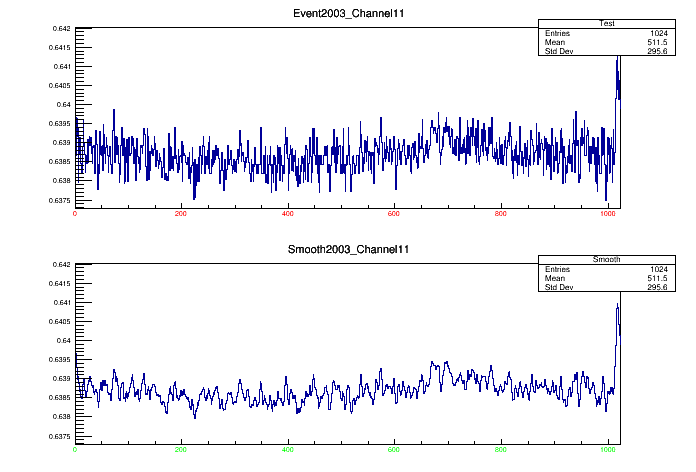 Event2003_Channel11
Test
Entries 1024
Mean 511.5
Std Dev 295.6
0.642
0.6415
0.641
0.6405
0.64
0.6395
0.639
0.6385
0.638
0.6375
0 200 400 600 800 1000
Smooth2003_Channel11
Smooth
Entries 1024
Mean 511.5
Std Dev 295.6
0.642
0.6415
0.641
0.6405
0.64
0.6395
0.639
0.6385
0.638
0.6375
0 200 400 600 800 1000